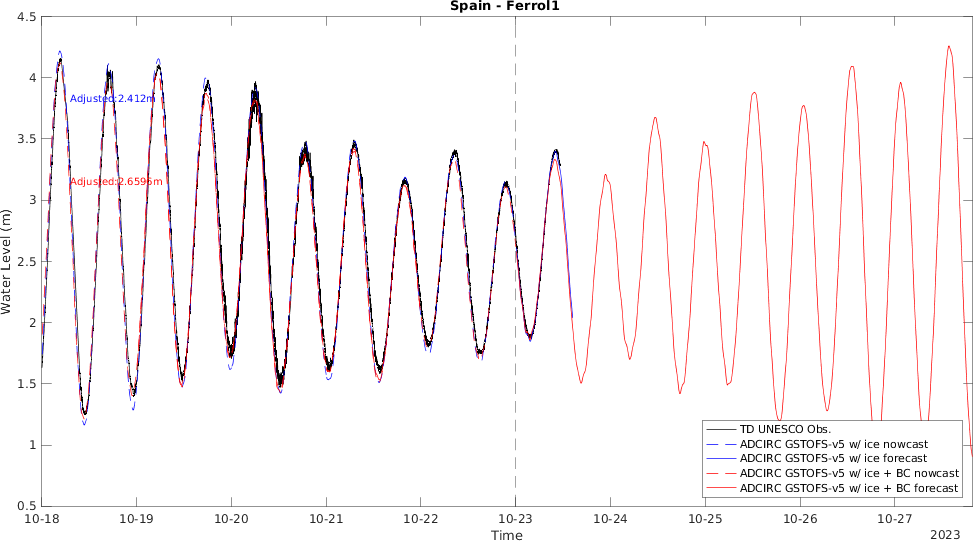 Spain - Ferrol1
4.5
4
3.5
3
2.5
2
1.5
1
0.5
Water Level (m)
Adjusted:2.412m
Adjusted:2.6596m
TD UNESCO Obs.
ADCIRC GSTOFS-v5 w/ ice nowcast
ADCIRC GSTOFS-v5 w/ ice forecast
ADCIRC GSTOFS-v5 w/ ice + BC nowcast
ADCIRC GSTOFS-v5 w/ ice + BC forecast
10-18 10-19 10-20 10-21 10-22 10-23 10-24 10-25 10-26 10-27
Time
2023